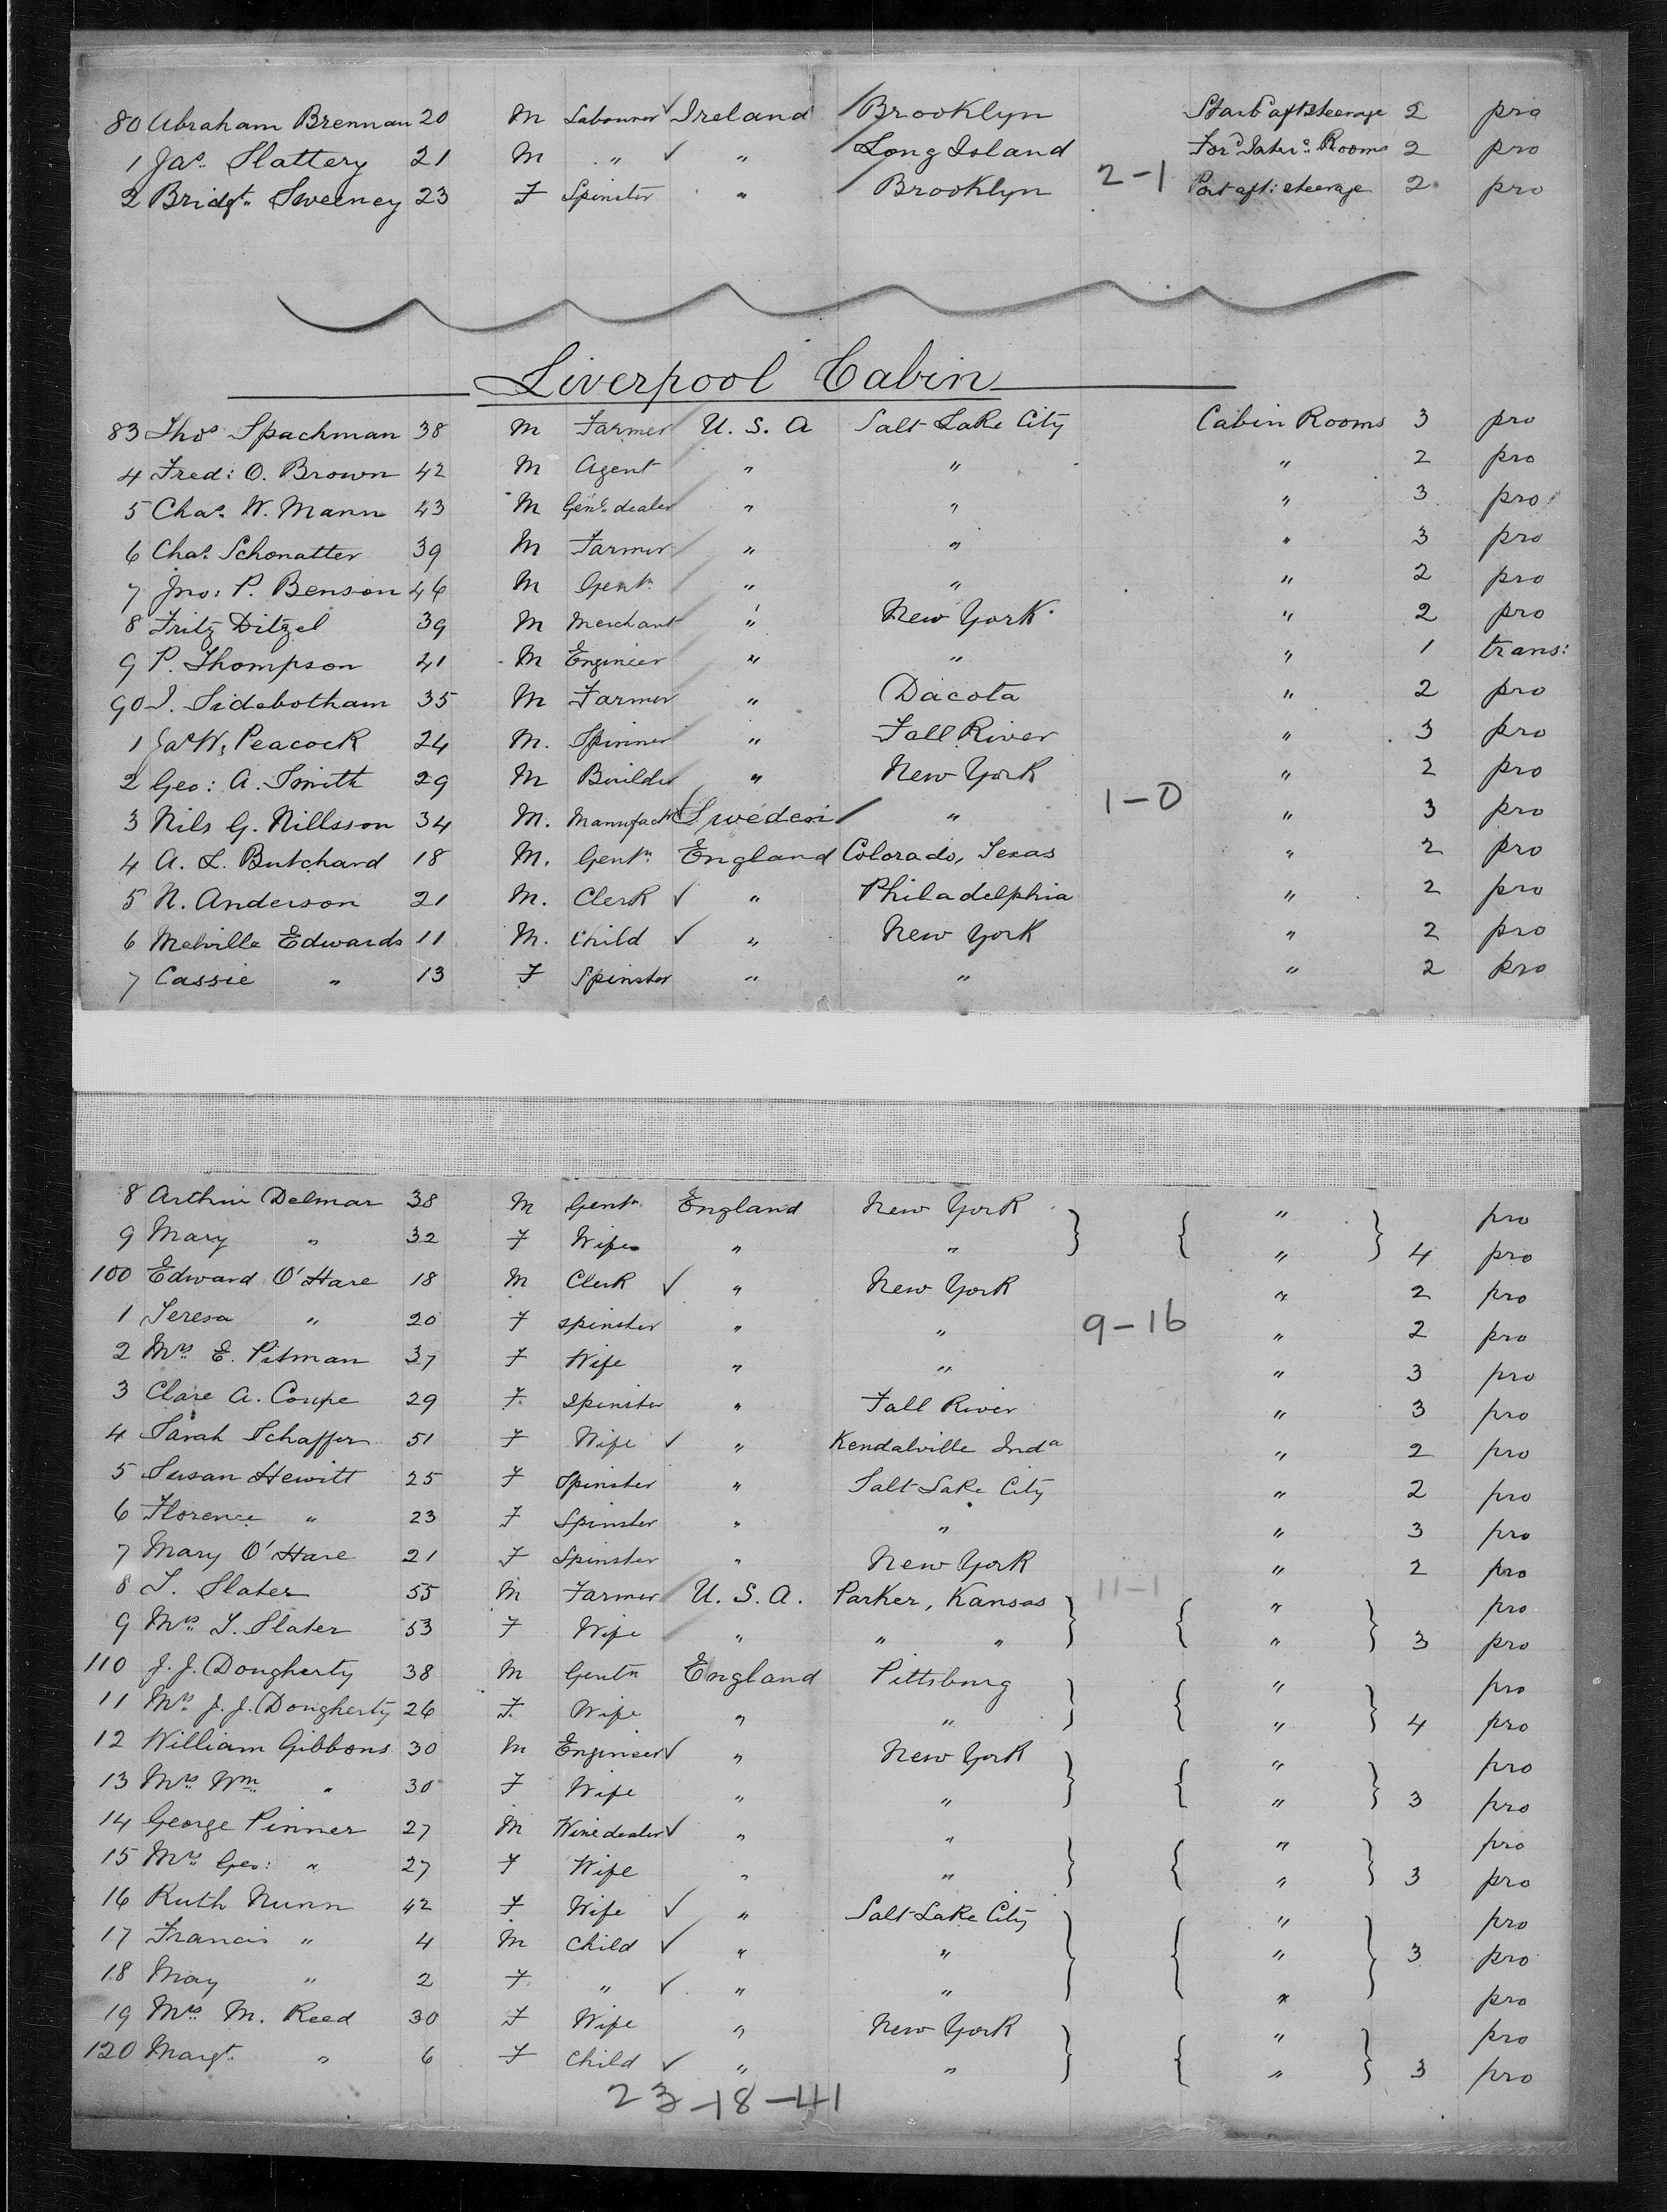 80 Abraham Brennan 20 M Labourer ✓ Ireland Brooklyn Starb'd aft steerage 2 pro
1 Jas. Slattery 21 M " ✓ " Long Island For'd Rooms 2 pro
2 Bridgt. Sweeney 23 F Spinster " Brooklyn 2-1 Port aft: steerage 2 pro
Liverpool Cabin
83 Thos Spachman 38 M Farmer U.S.A Salt Lake City Cabin Rooms 3 pro
4 Fred: O. Brown 42 M Agent " " " 2 pro
5 Chas. W. Mann 43 M Gen'l dealer " " " 3 pro
6 Chas. Schonatter 39 M Farmer " " " 3 pro
7 Jno: P. Benson 46 M Gentn " " " 2 pro
8 Fritz Ditzel 39 M Merchant " New York " 2 pro
9 P. Thompson 41 M Engineer " " " 1 trans:
90 J. Sidebotham 35 M Farmer " Dacota " 2 pro
1 Jas W. Peacock 24 M. Spinner " Fall River " 3 pro
2 Geo: A. Smith 29 M Builder " New York " 2 pro
3 Nils G. Nillsson 34 M. Manufactr ✓ Sweden " 1-0 " 3 pro
4 A. L. Butchard 18 M. Gentn England Colorado, Texas " 2 pro
5 N. Anderson 21 M. Clerk ✓ " Philadelphia " 2 pro
6 Melville Edwards 11 M. Child ✓ " New York " 2 pro
7 Cassie " 13 F Spinster " " " 2 pro
8 Arthur Delmar 38 M Gentn England New York " pro
9 Mary " 32 F Wife " " " 4 pro
100 Edward O'Hare 18 M Clerk ✓ " New York " 2 pro
1 Teresa " 20 F spinster " " 9-16 " 2 pro
2 Mrs. E. Pitman 37 F Wife " " " 3 pro
3 Clare A. Coupe 29 F spinster " Fall River " 3 pro
4 Sarah Schaffer 51 F Wife ✓ " Kendalville Inda " 2 pro
5 Susan Hewitt 25 F Spinster " Salt Lake City " 2 pro
6 Florence " 23 F Spinster " " " 3 pro
7 Mary O'Hare 21 F Spinster " New York " 2 pro
8 T. Slater 55 M Farmer U.S.A. Parker, Kansas 11-1 " pro
9 Mrs. T. Slater 53 F Wife " " " " 3 pro
110 J. J. Dougherty 38 M Gentn England Pittsburg " pro
11 Mrs. J. J. Dougherty 26 F. Wife " " " 4 pro
12 William Gibbons 30 M Engineer ✓ " New York " pro
13 Mrs. Wm. " 30 F Wife " " " 3 pro
14 George Pinner 27 M Wine dealer ✓ " " " pro
15 Mrs. Geo: " 27 F Wife " " " 3 pro
16 Ruth Nunn 42 F Wife ✓ " Salt Lake City " pro
17 Francis " 4 M Child ✓ " " " 3 pro
18 May " 2 F " ✓ " " " pro
19 Mrs. M. Reed 30 F Wife " New York " pro
120 Margt. " 6 F Child ✓ " " " 3 pro
23-18-41